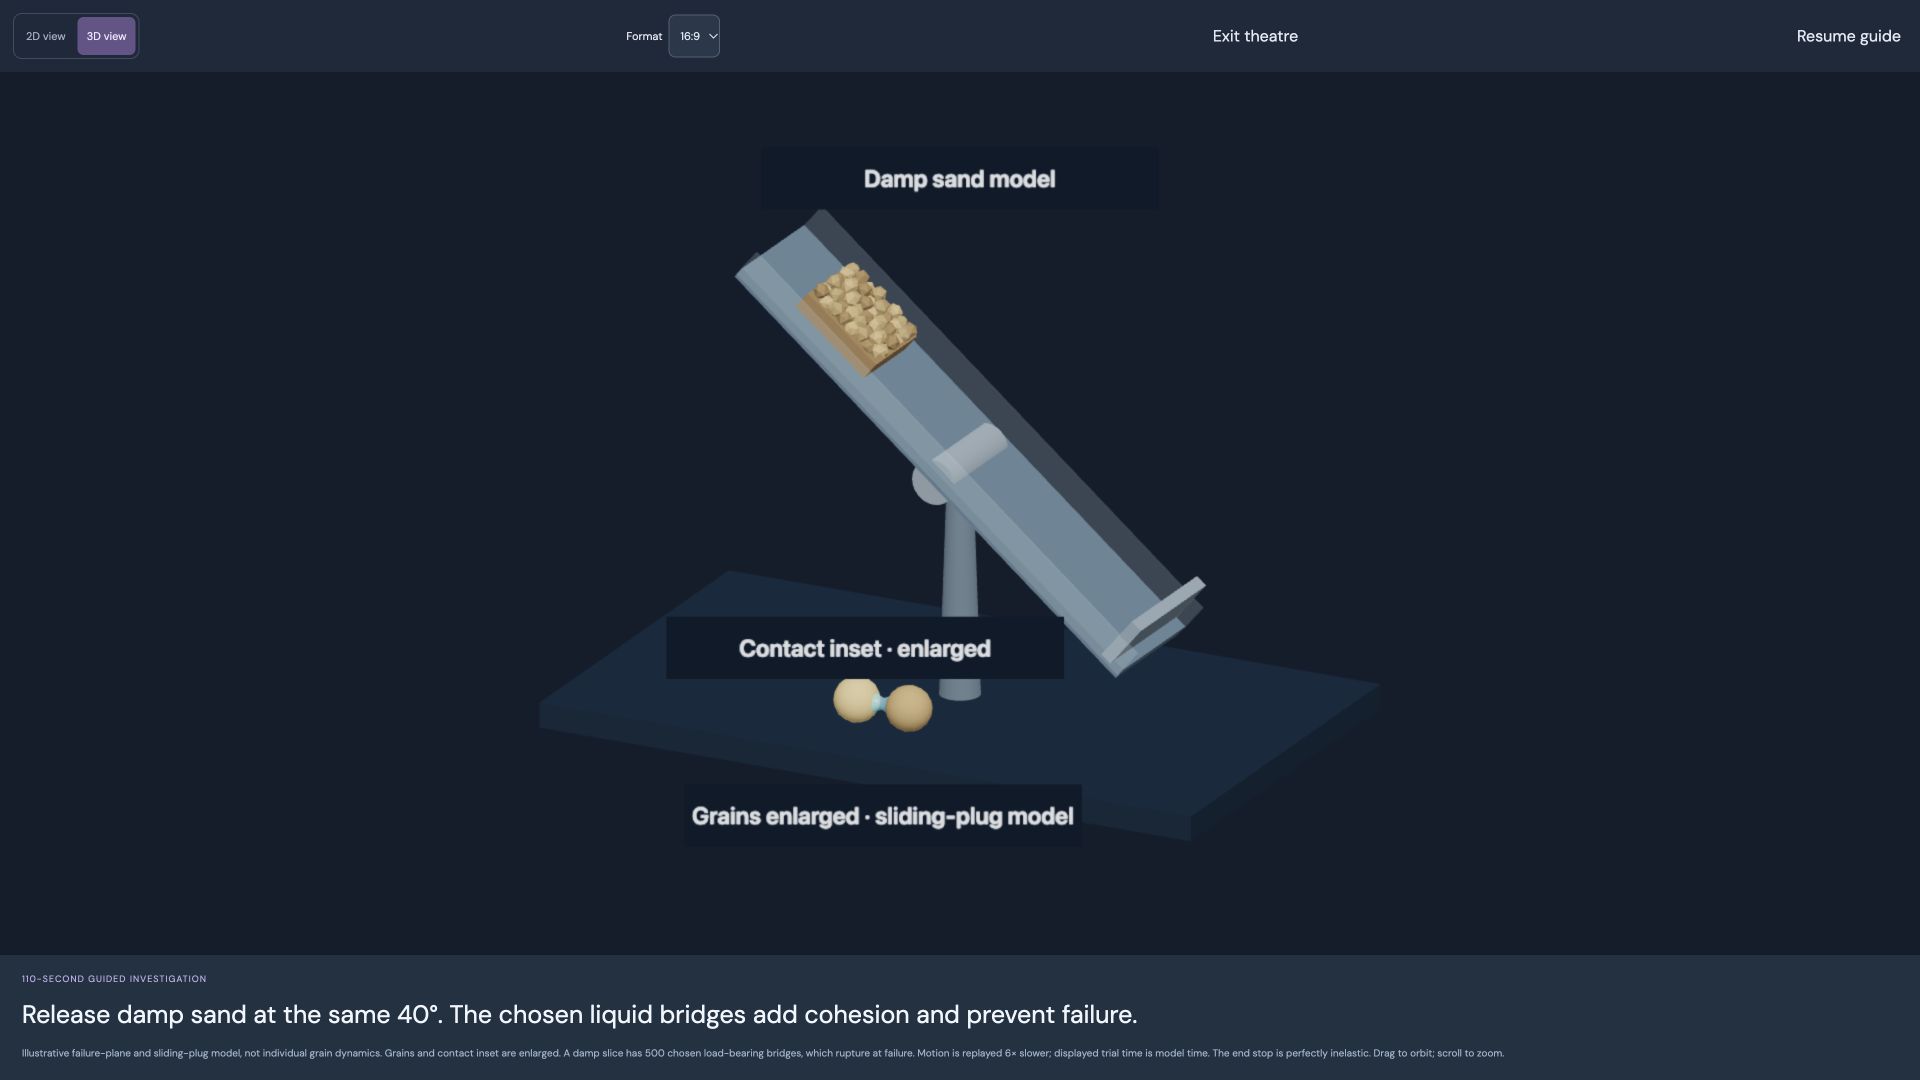 2D view
3D view
Format
16:9
Exit theatre
Resume guide
Damp sand model
Contact inset · enlarged
Grains enlarged · sliding-plug model
110-SECOND GUIDED INVESTIGATION
Release damp sand at the same 40°. The chosen liquid bridges add cohesion and prevent failure.
Illustrative failure-plane and sliding-plug model, not individual grain dynamics. Grains and contact inset are enlarged. A damp slice has 500 chosen load-bearing bridges, which rupture at failure. Motion is replayed 6× slower; displayed trial time is model time. The end stop is perfectly inelastic. Drag to orbit; scroll to zoom.